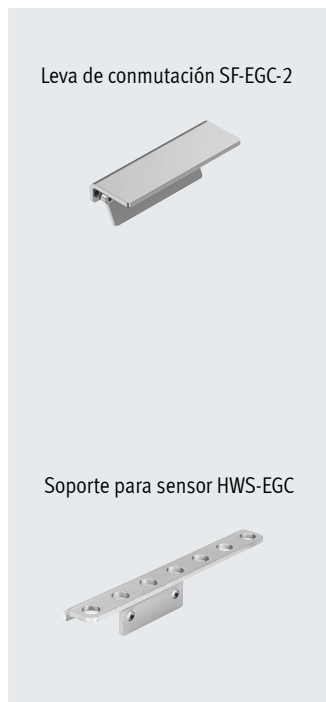 Leva de conmutación SF-EGC-2
Soporte para sensor HWS-EGC